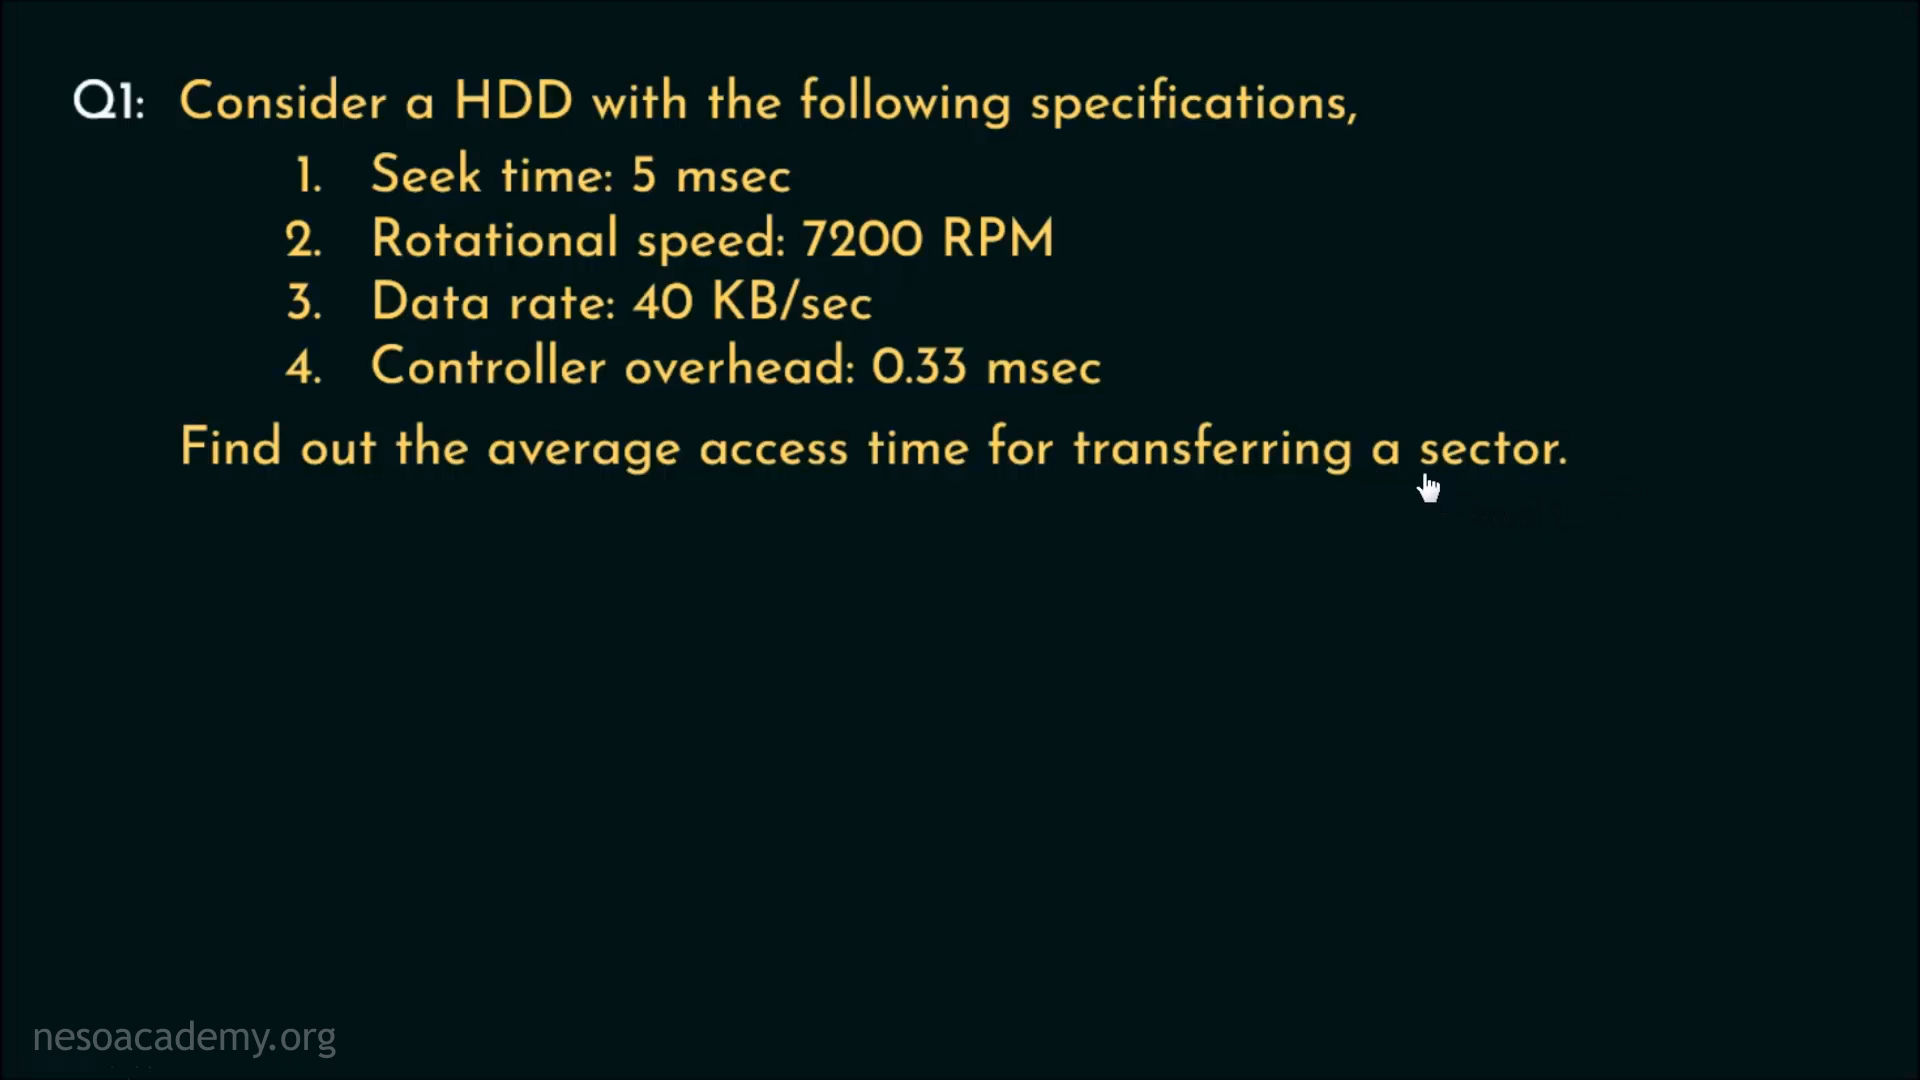 Q1: Consider a HDD with the following specifications,
1. Seek time: 5 msec
2. Rotational speed: 7200 RPM
3. Data rate: 40 KB/sec
4. Controller overhead: 0.33 msec
Find out the average access time for transferring a sector.
nesoacademy.org